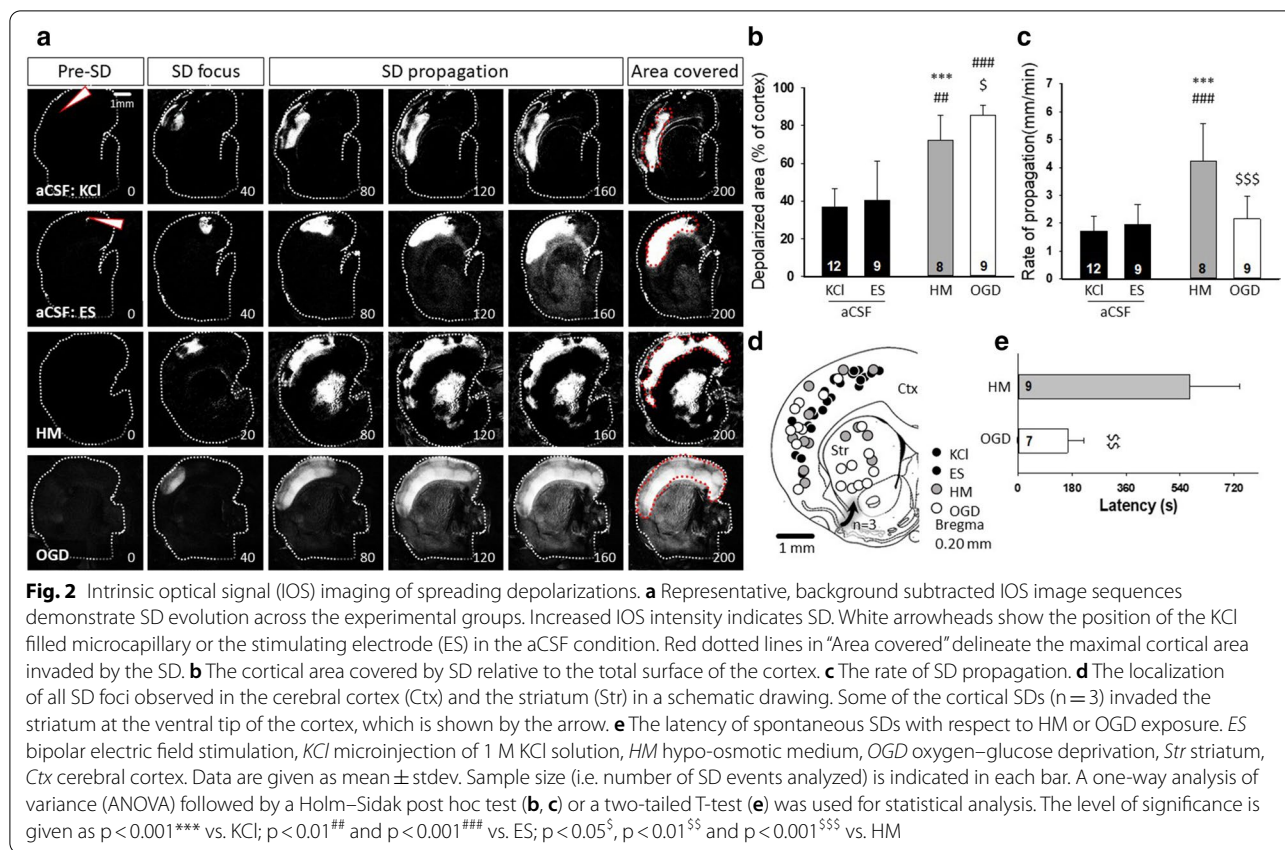 a
Pre-SD SD focus SD propagation Area covered
1mm
aCSF: KCl 0 40 80 120 160 200
aCSF: ES 0 40 80 120 160 200
HM 0 20 80 120 160 200
OGD 0 40 80 120 160 200
b
Depolarized area (% of cortex)
100
80
60
40
20
0
***
##
###
$
12 9 8 9
KCl ES HM OGD
aCSF
c
Rate of propagation(mm/min)
7
6
5
4
3
2
1
0
***
###
$$$
12 9 8 9
KCl ES HM OGD
aCSF
d
Ctx
Str
n=3
KCl
ES
HM
OGD
Bregma
0.20 mm
1 mm
e
HM 9
OGD 7 $$
0 180 360 540 720
Latency (s)
Fig. 2 Intrinsic optical signal (IOS) imaging of spreading depolarizations. a Representative, background subtracted IOS image sequences
demonstrate SD evolution across the experimental groups. Increased IOS intensity indicates SD. White arrowheads show the position of the KCl
filled microcapillary or the stimulating electrode (ES) in the aCSF condition. Red dotted lines in “Area covered” delineate the maximal cortical area
invaded by the SD. b The cortical area covered by SD relative to the total surface of the cortex. c The rate of SD propagation. d The localization
of all SD foci observed in the cerebral cortex (Ctx) and the striatum (Str) in a schematic drawing. Some of the cortical SDs (n = 3) invaded the
striatum at the ventral tip of the cortex, which is shown by the arrow. e The latency of spontaneous SDs with respect to HM or OGD exposure. ES
bipolar electric field stimulation, KCl microinjection of 1 M KCl solution, HM hypo-osmotic medium, OGD oxygen–glucose deprivation, Str striatum,
Ctx cerebral cortex. Data are given as mean ± stdev. Sample size (i.e. number of SD events analyzed) is indicated in each bar. A one-way analysis of
variance (ANOVA) followed by a Holm–Sidak post hoc test (b, c) or a two-tailed T-test (e) was used for statistical analysis. The level of significance is
given as p < 0.001*** vs. KCl; p < 0.01## and p < 0.001### vs. ES; p < 0.05$, p < 0.01$$ and p < 0.001$$$ vs. HM